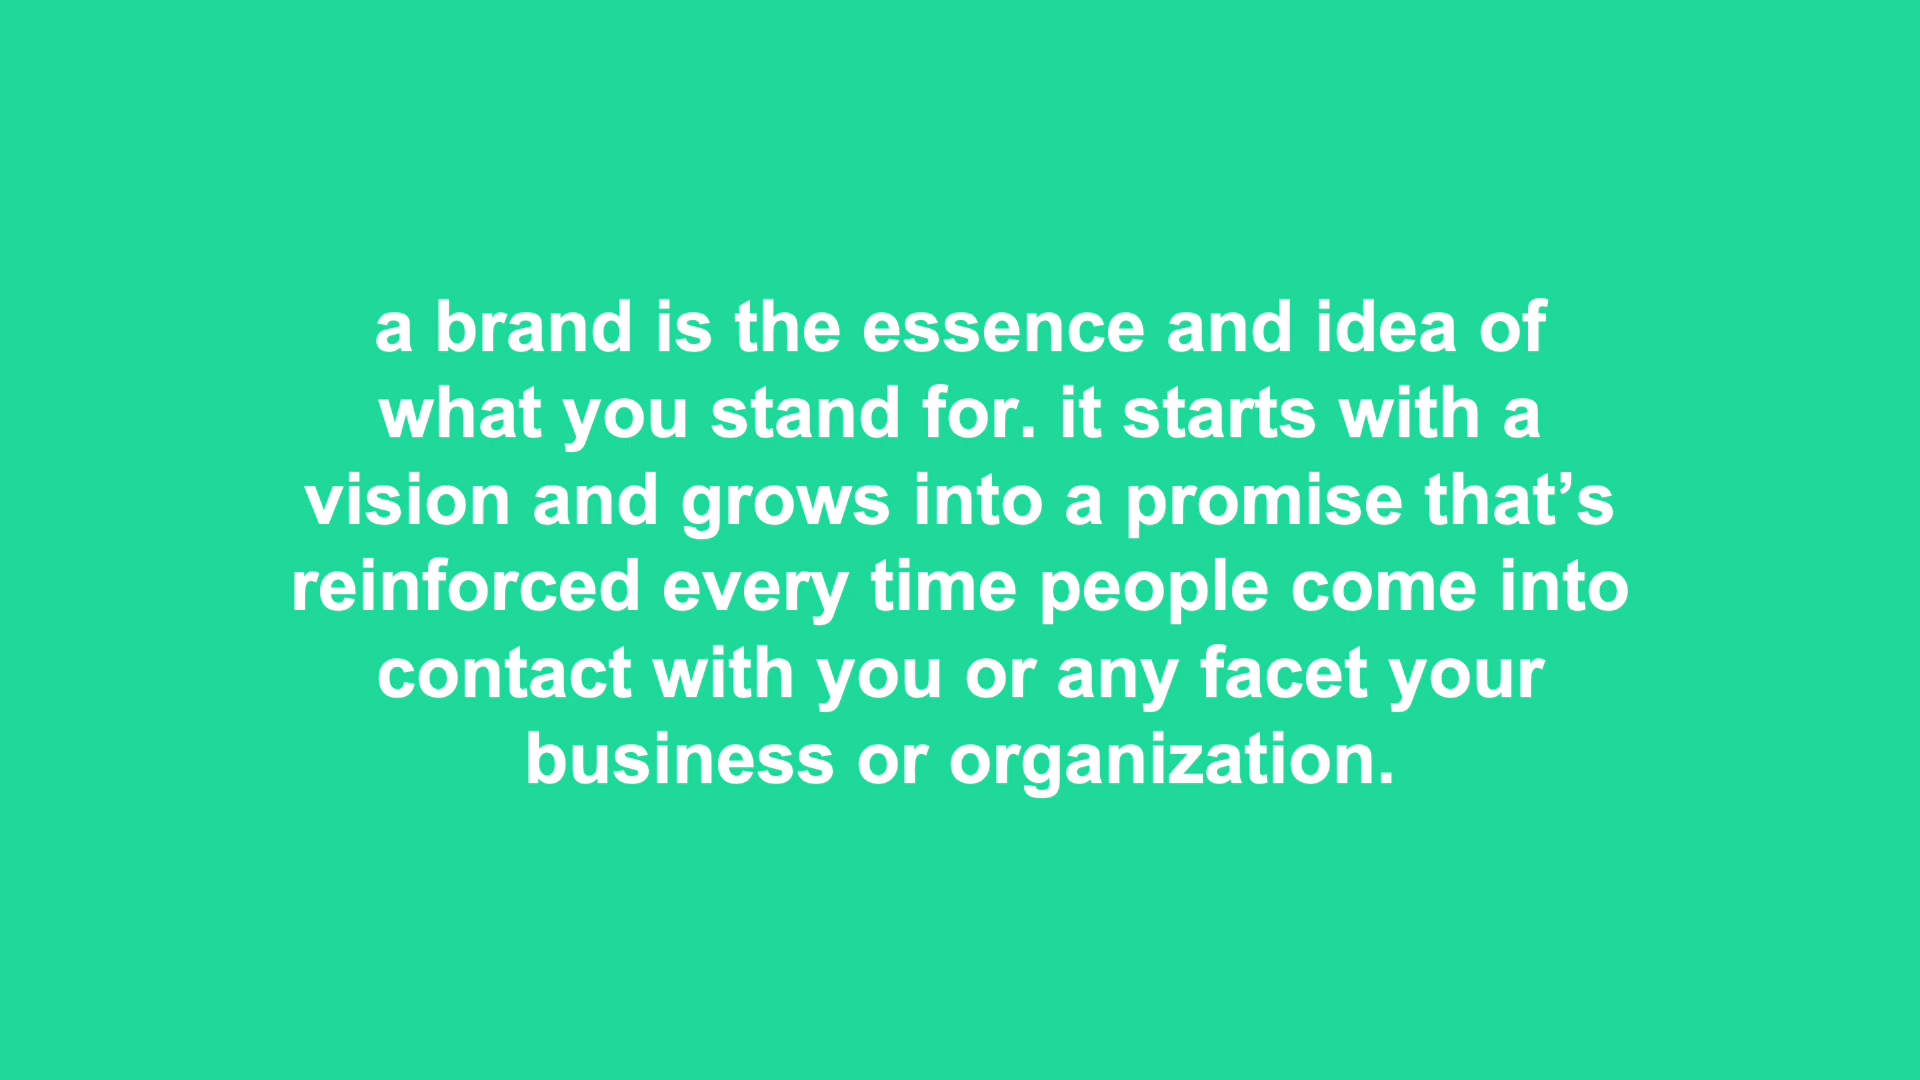 a brand is the essence and idea of
what you stand for. it starts with a
vision and grows into a promise that’s
reinforced every time people come into
contact with you or any facet your
business or organization.